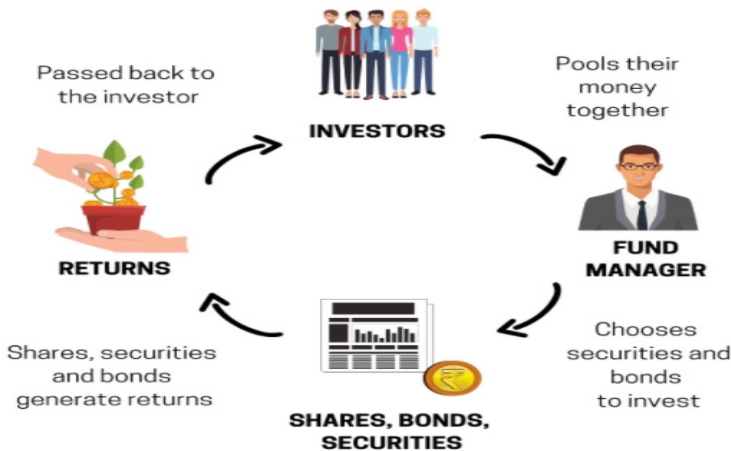 Passed back to
the investor
INVESTORS
Pools their
money
together
FUND
MANAGER
Chooses
securities and
bonds
to invest
SHARES, BONDS,
SECURITIES
Shares, securities
and bonds
generate returns
RETURNS
₹